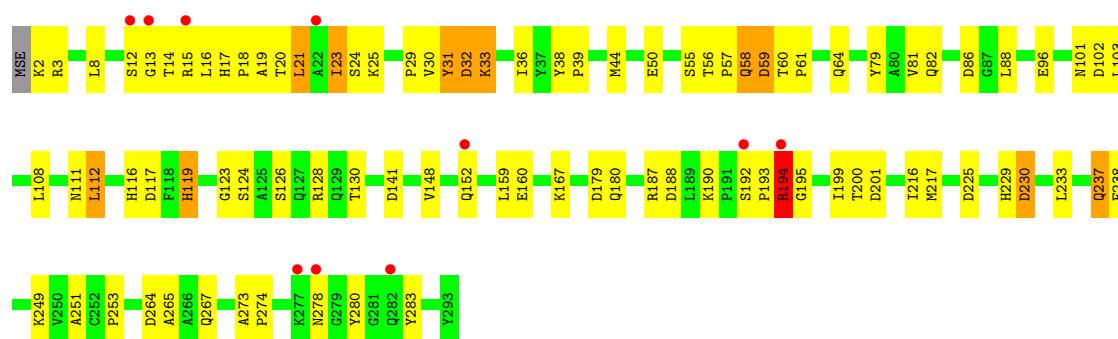 MSE K2 R3 L8 S12 G13 T14 R15 L16 H17 P18 A19 T20 L21 A22 I23 S24 K25 P29 V30 Y31 D32 K33 I36 Y37 Y38 P39 M44 E50 S55 T56 P57 Q58 D59 T60 P61 Q64 Y79 A80 V81 Q82 D86 G87 L88 E96 N101 D102 L103
L108 N111 L112 H116 D117 F118 H119 G123 S124 A125 S126 Q127 R128 Q129 T130 D141 V148 Q152 L159 E160 K167 D179 Q180 R187 D188 L189 K190 P191 S192 P193 R194 G195 I199 T200 D201 I216 M217 D225 H229 D230 L233 Q237 E238
K249 V250 A251 C252 P253 D264 A265 A266 Q267 A273 P274 K277 N278 G279 Y280 G281 Q282 Y283 Y293